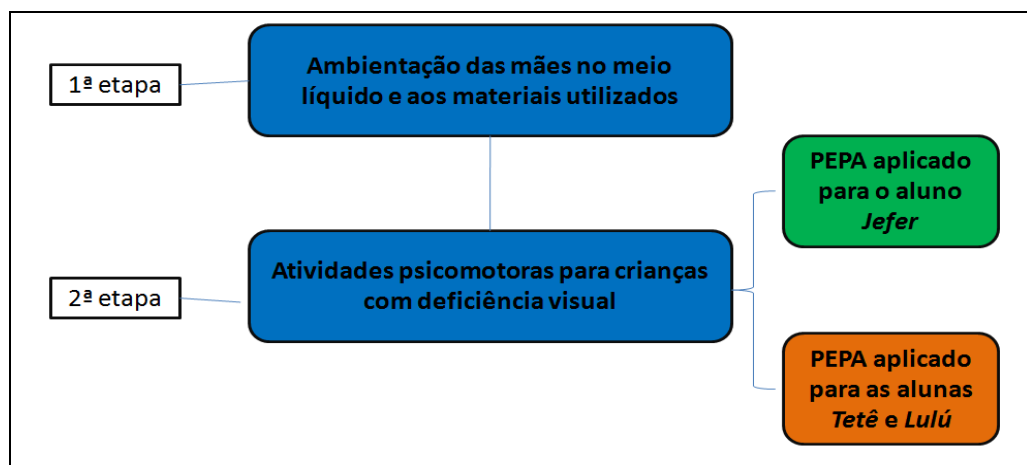 1ª etapa
Ambientação das mães no meio
líquido e aos materiais utilizados
2ª etapa
Atividades psicomotoras para crianças
com deficiência visual
PEPA aplicado
para o aluno
Jefer
PEPA aplicado
para as alunas
Tetê e Lulú